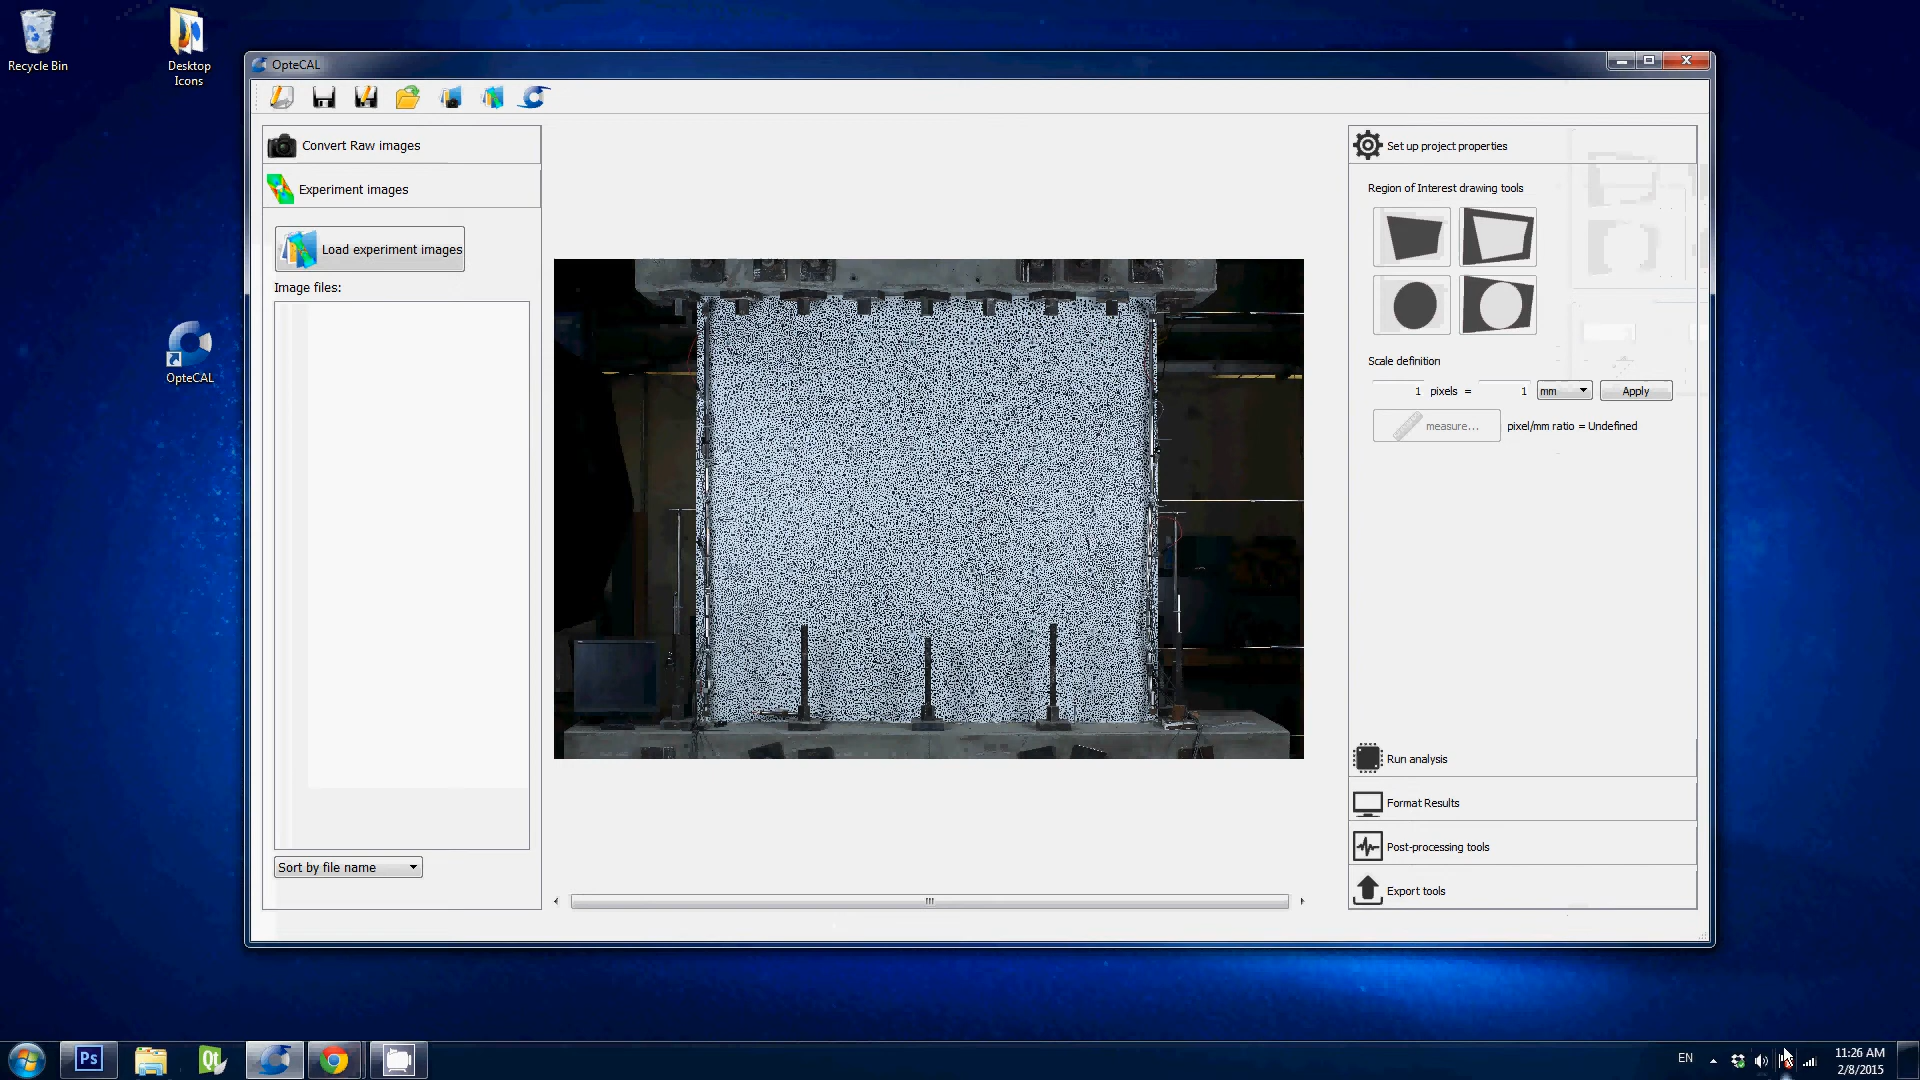 Recycle Bin
Desktop
Icons
OpteCAL
OpteCAL
Convert Raw images
Experiment images
Load experiment images
Image files:
Sort by file name
Set up project properties
Region of Interest drawing tools
Scale definition
1 pixels = 1 mm Apply
measure... pixel/mm ratio = Undefined
Run analysis
Format Results
Post-processing tools
Export tools
Ps
Qt
EN
11:26 AM
2/8/2015